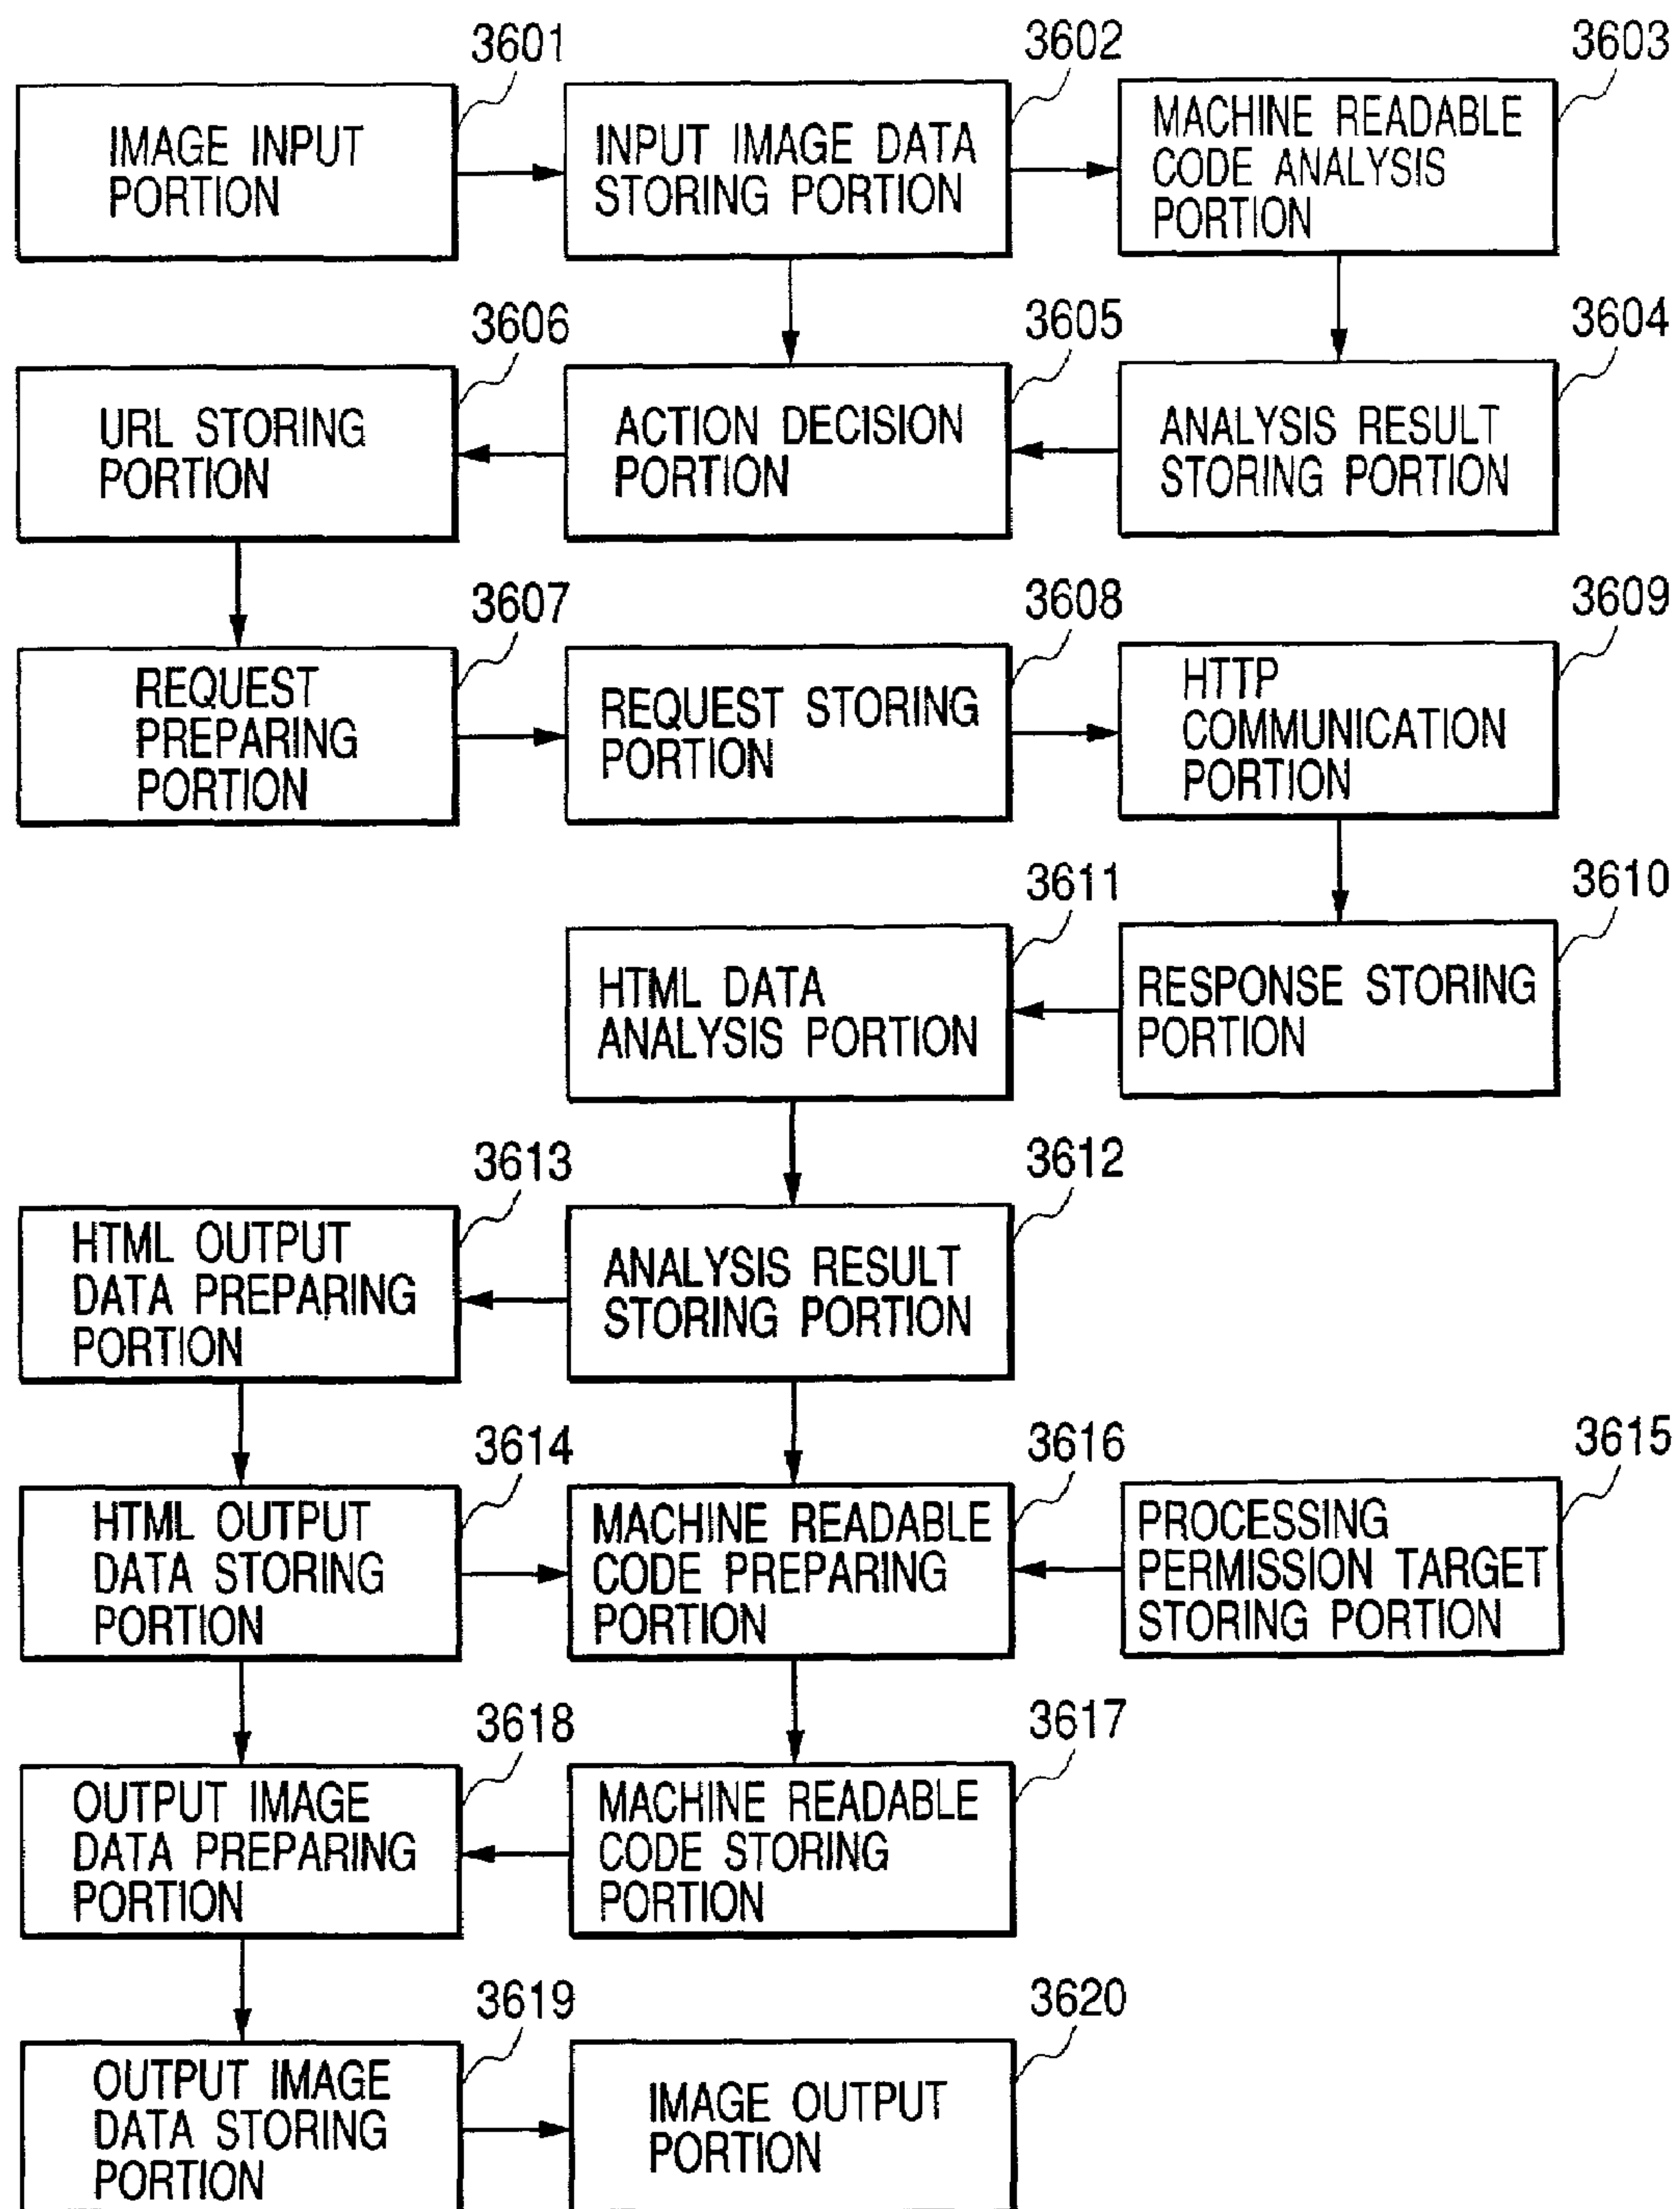 3601
IMAGE INPUT
PORTION
3602
INPUT IMAGE DATA
STORING PORTION
3603
MACHINE READABLE
CODE ANALYSIS
PORTION
3606
URL STORING
PORTION
3605
ACTION DECISION
PORTION
3604
ANALYSIS RESULT
STORING PORTION
3607
REQUEST
PREPARING
PORTION
3608
REQUEST STORING
PORTION
3609
HTTP
COMMUNICATION
PORTION
3611
HTML DATA
ANALYSIS PORTION
3610
RESPONSE STORING
PORTION
3613
HTML OUTPUT
DATA PREPARING
PORTION
3612
ANALYSIS RESULT
STORING PORTION
3614
HTML OUTPUT
DATA STORING
PORTION
3616
MACHINE READABLE
CODE PREPARING
PORTION
3615
PROCESSING
PERMISSION TARGET
STORING PORTION
3618
OUTPUT IMAGE
DATA PREPARING
PORTION
3617
MACHINE READABLE
CODE STORING
PORTION
3619
OUTPUT IMAGE
DATA STORING
PORTION
3620
IMAGE OUTPUT
PORTION